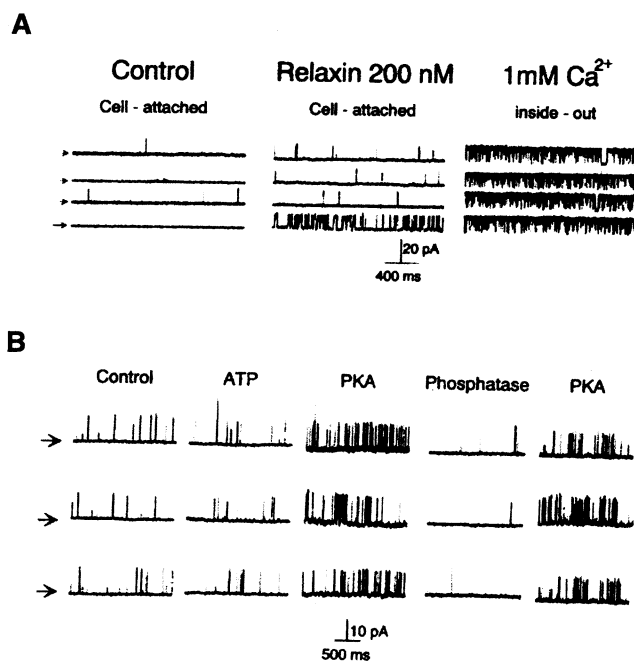 A
Control
Relaxin 200 nM
1mM Ca2+
Cell - attached
Cell - attached
inside - out
20 pA
400 ms
B
Control
ATP
PKA
Phosphatase
PKA
10 pA
500 ms